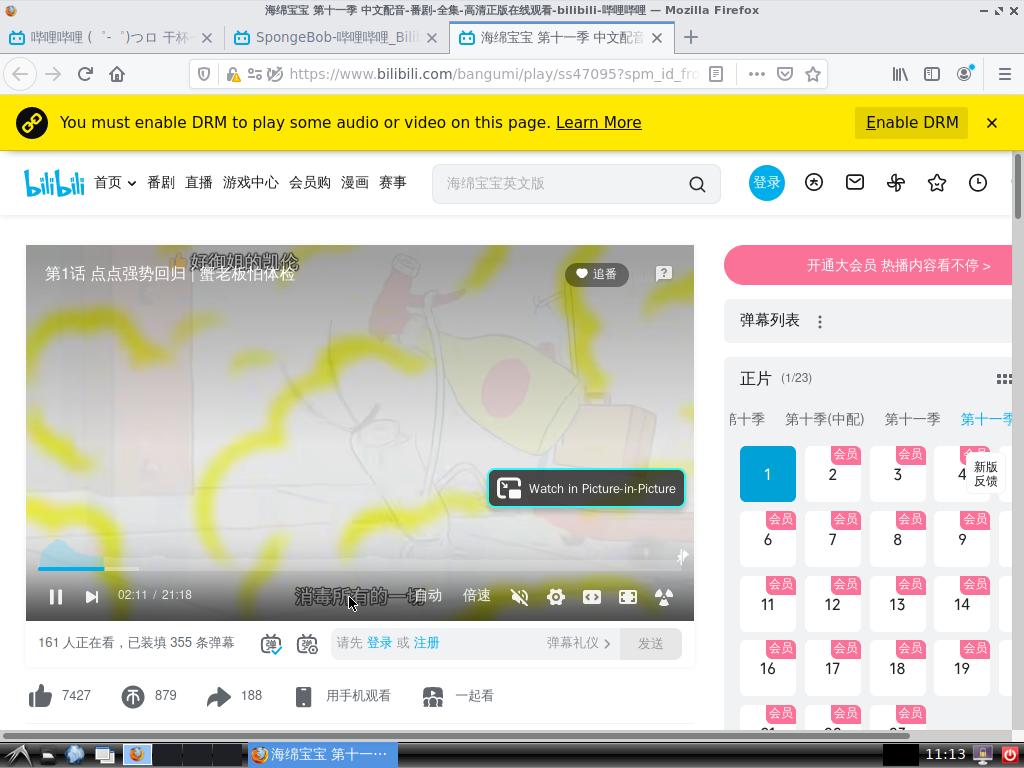 海绵宝宝 第十一季 中文配音-番剧-全集-高清正版在线观看-bilibili-哔哩哔哩 — Mozilla Firefox
哔哩哔哩 (゜-゜)つロ 干杯
SpongeBob-哔哩哔哩_Bili
海绵宝宝 第十一季 中文配音
https://www.bilibili.com/bangumi/play/ss47095?spm_id_fro
You must enable DRM to play some audio or video on this page. Learn More
Enable DRM
bilibili
首页 番剧 直播 游戏中心 会员购 漫画 赛事
海绵宝宝英文版
登录
好御姐的凯伦
第1话 点点强势回归 | 蟹老板怕体检
追番
开通大会员 热播内容看不停 >
弹幕列表
正片 (1/23)
第十季(中配) 第十一季 第十一季
1
会员 2
会员 3
4
新版
反馈
Watch in Picture-in-Picture
会员 6
会员 7
会员 8
会员 9
会员 11
会员 12
会员 13
会员 14
会员 16
会员 17
会员 18
会员 19
会员
会员
会员
消毒所有的一切
02:11 / 21:18
自动
倍速
161 人正在看，已装填 355 条弹幕
请先 登录 或 注册
弹幕礼仪 >
发送
7427
879
188
用手机观看
一起看
海绵宝宝 第十一…
11:13